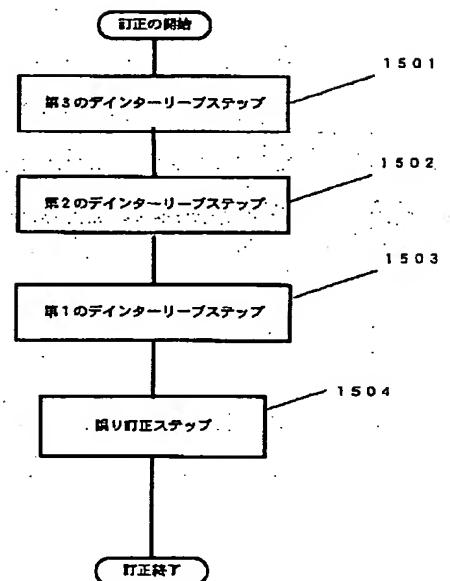 訂正の開始
1501
第3のデインターリーブステップ
1502
第2のデインターリーブステップ
1503
第1のデインターリーブステップ
1504
誤り訂正ステップ
訂正終了